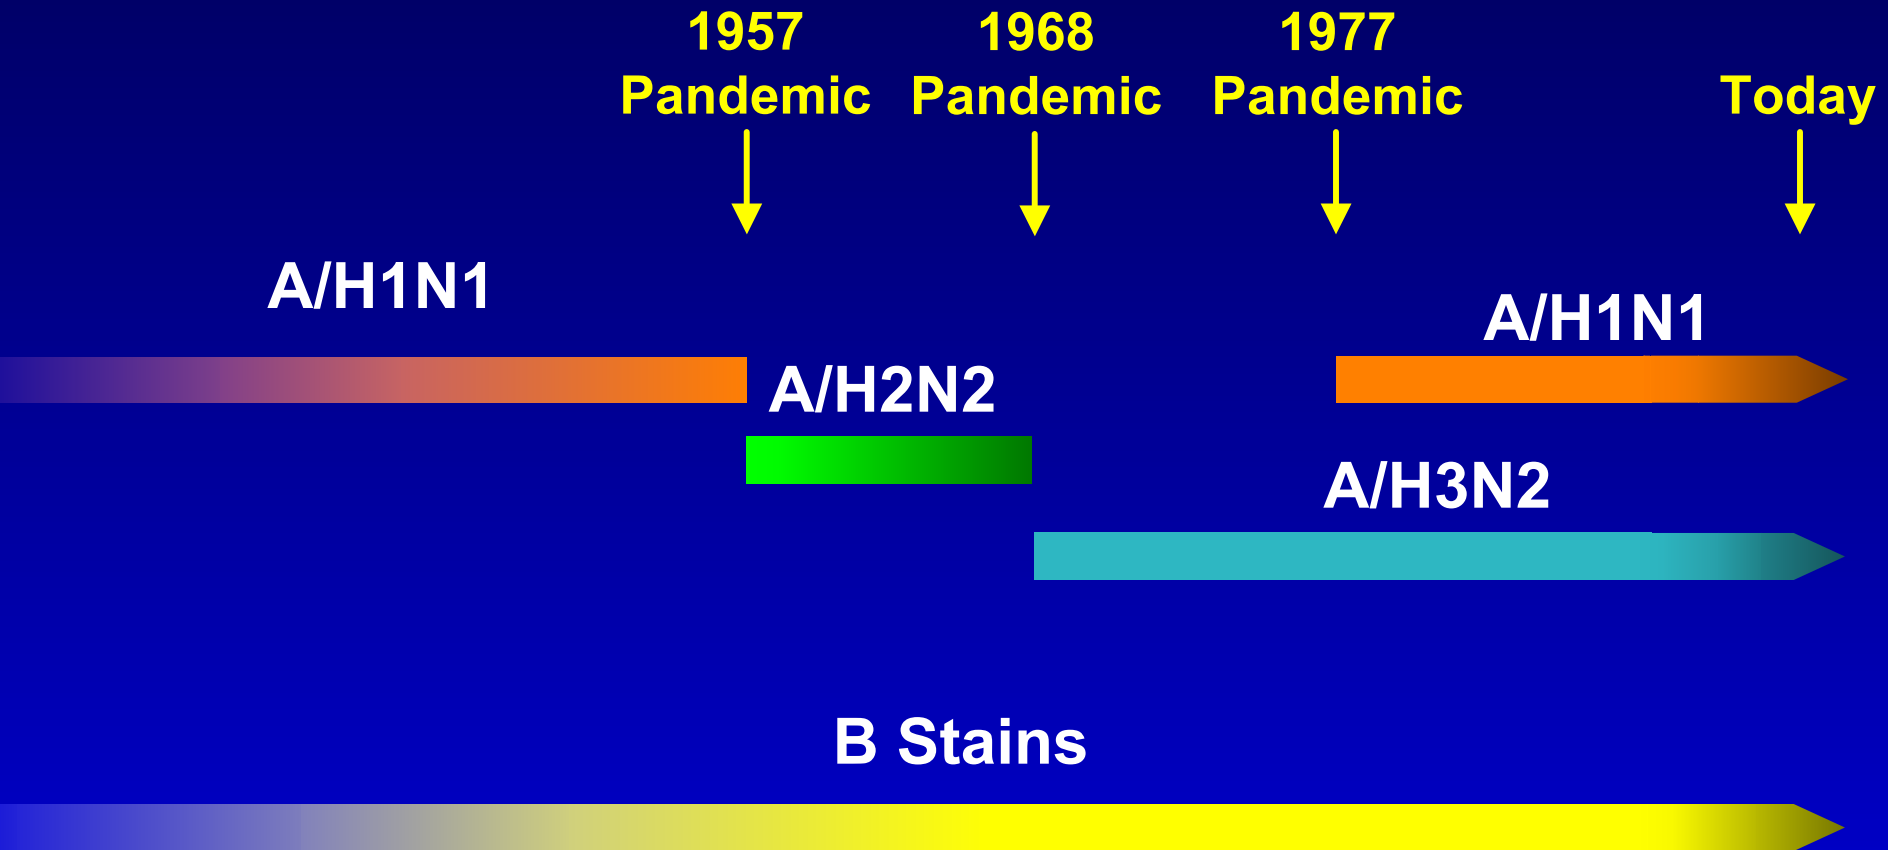 1957
Pandemic
1968
Pandemic
1977
Pandemic
Today
A/H1N1
A/H1N1
A/H2N2
A/H3N2
B Stains